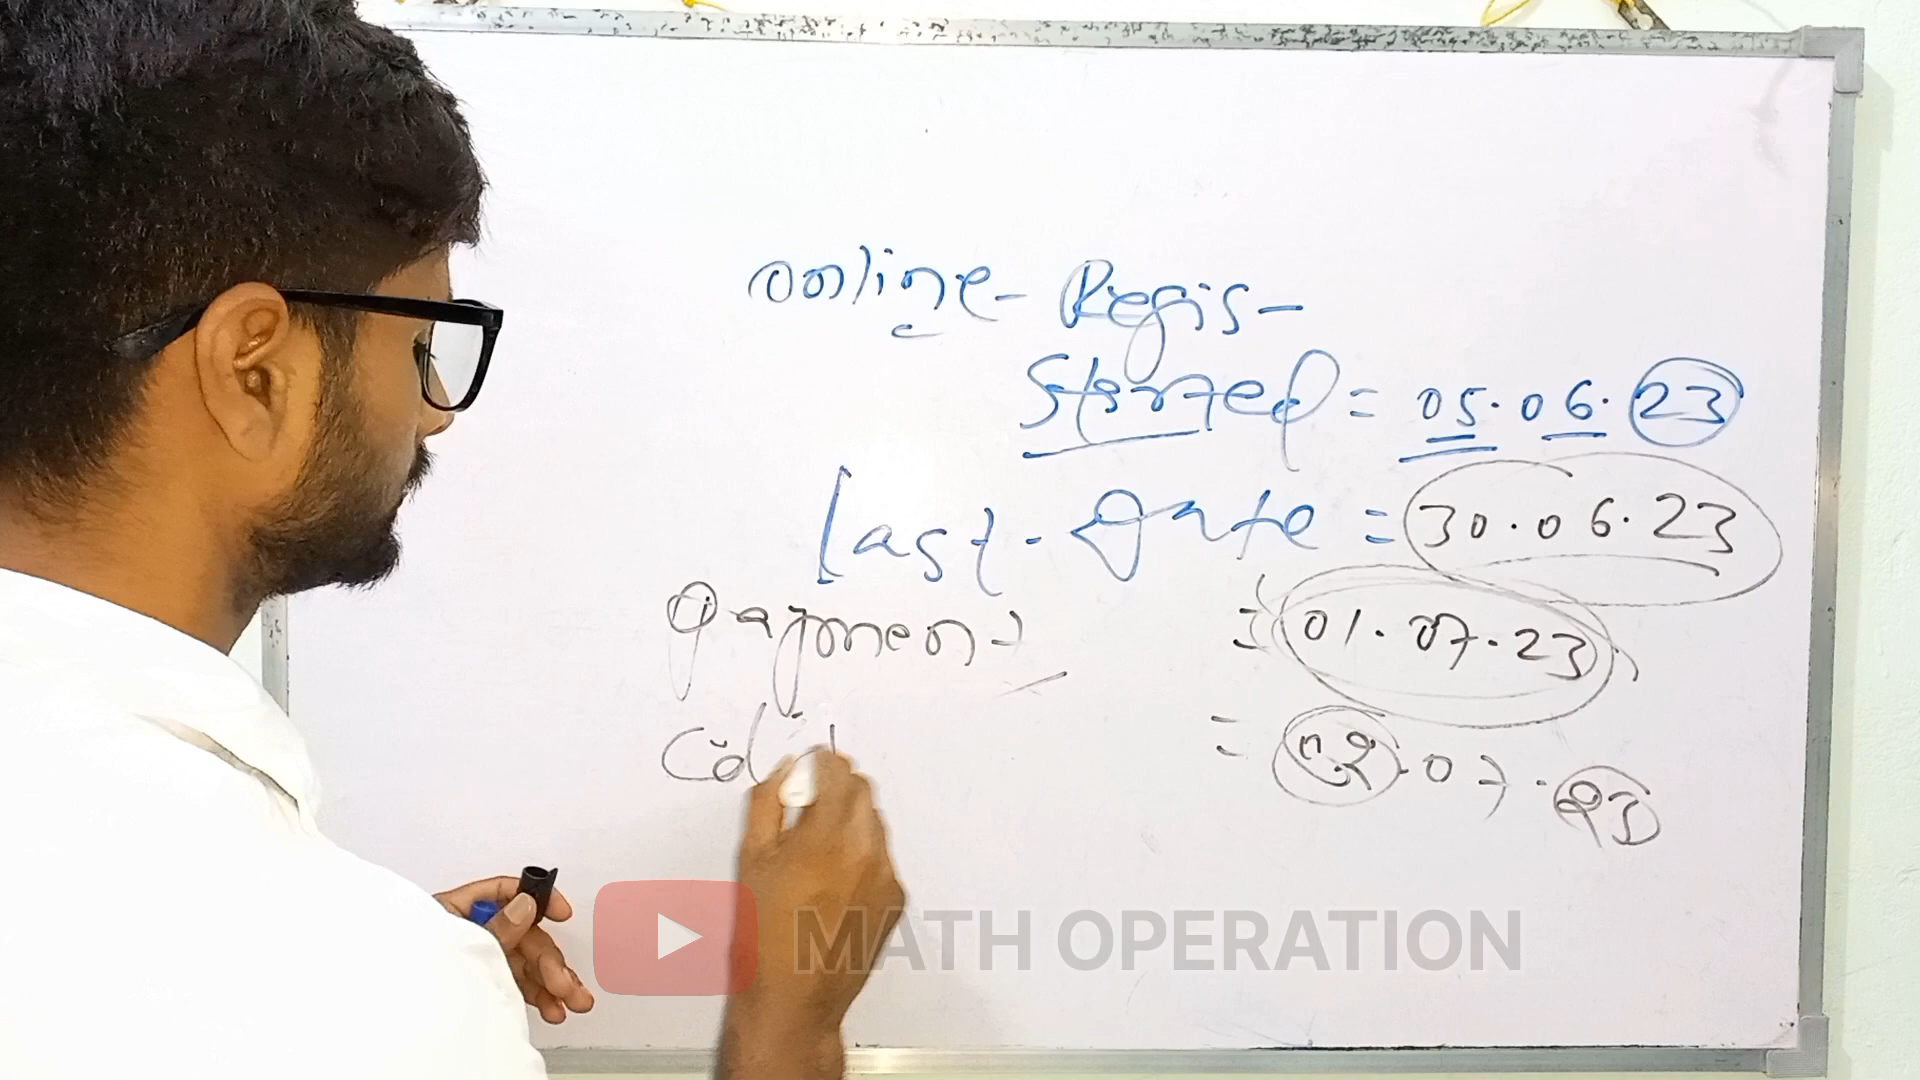 online - Regis -
started = 05.06.23
Last - Date = 30.06.23
Payment = 01.07.23
= 02.07.23
MATH OPERATION